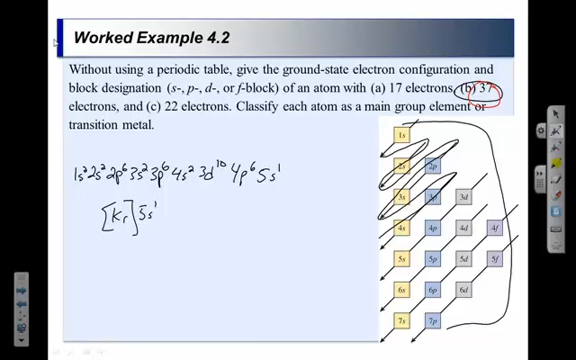 Worked Example 4.2
Without using a periodic table, give the ground-state electron configuration and
block designation (s-, p-, d-, or f-block) of an atom with (a) 17 electrons, (b) 37
electrons, and (c) 22 electrons. Classify each atom as a main group element or
transition metal.
1s² 2s² 2p⁶ 3s² 3p⁶ 4s² 3d¹⁰ 4p⁶ 5s¹
[Kr] 5s¹
1s
2s 2p
3s 3p 3d
4s 4p 4d 4f
5s 5p 5d 5f
6s 6p 6d
7s 7p